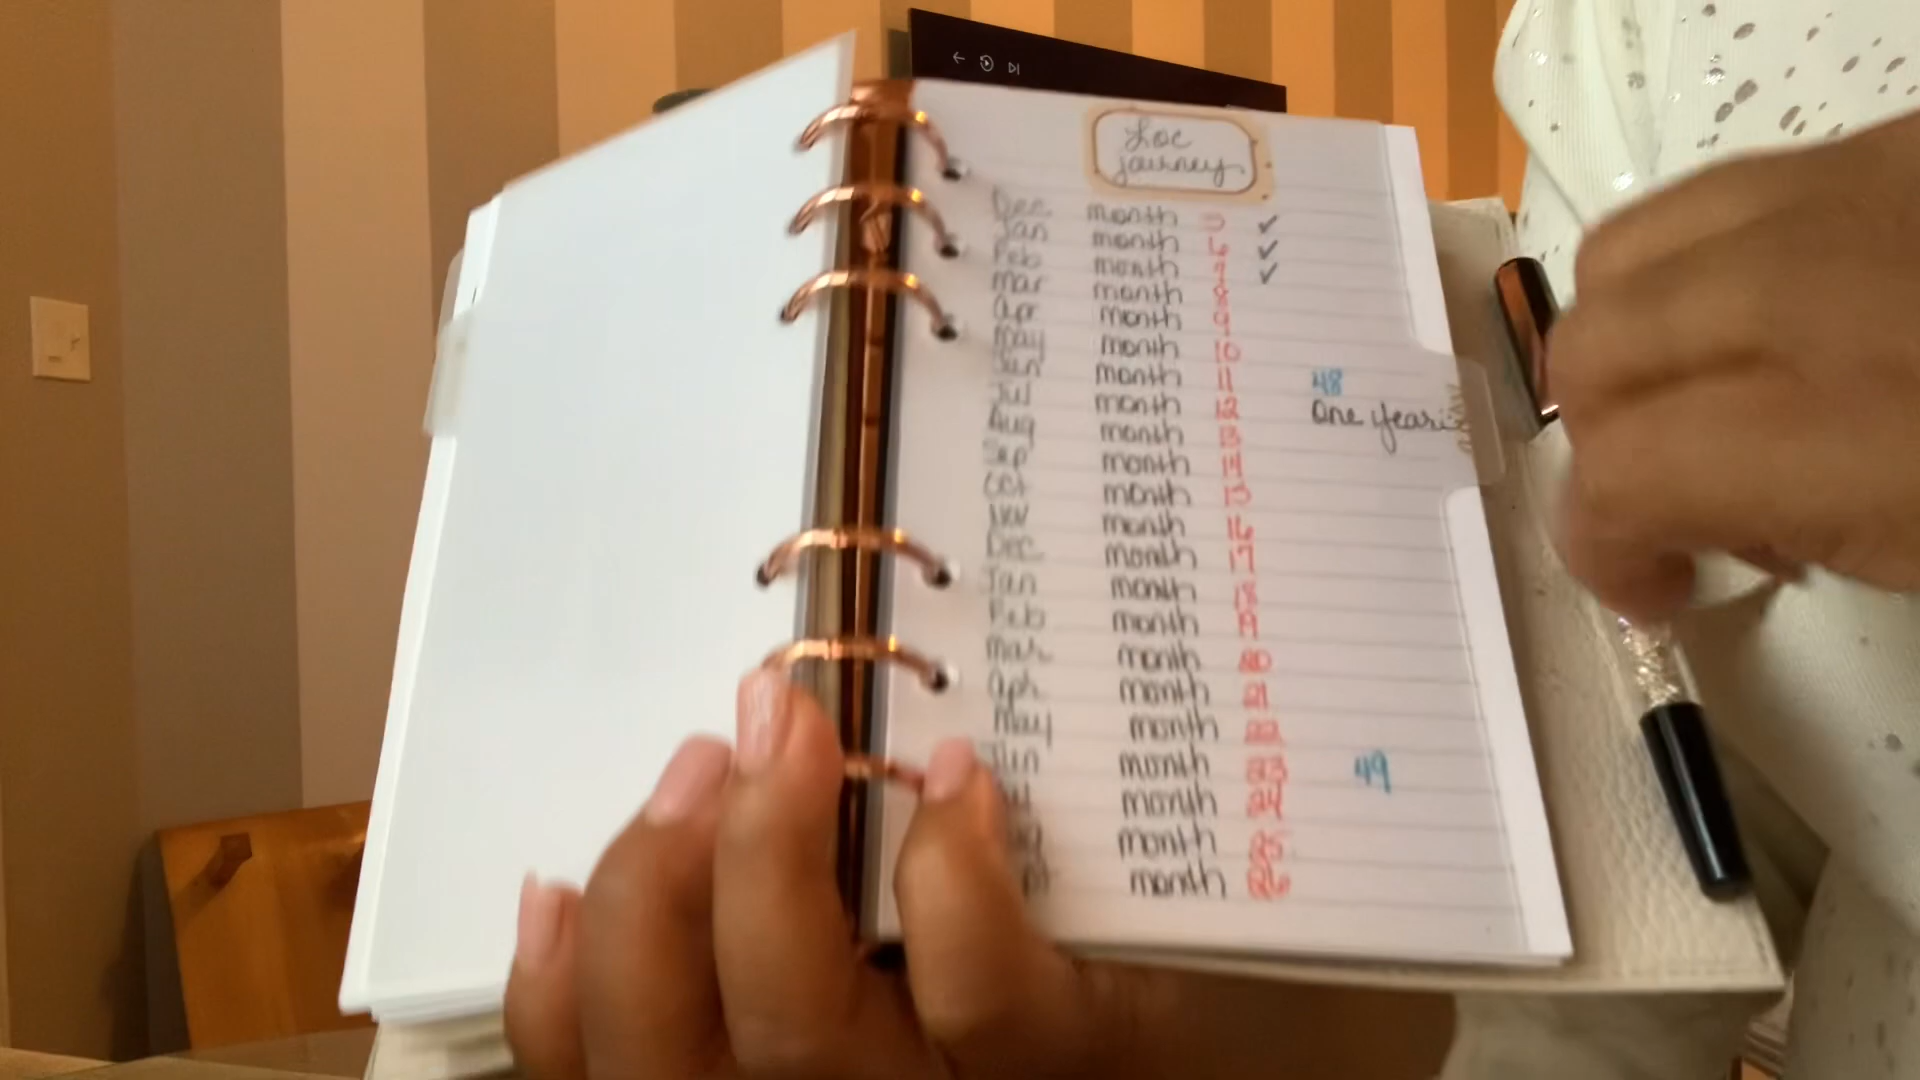 Loc
journey
Dec month 5 ✓
Jan month 6 ✓
Feb month 7 ✓
Mar month 8
Apr month 9
May month 10
Jun month 11
48
Jul month 12 One year
Aug month 13
Sep month 14
Oct month 15
Nov month 16
Dec month 17
Jan month 18
Feb month 19
Mar month 20
Apr month 21
May month 22
Jun month 23 49
month 24
month 25
month 26